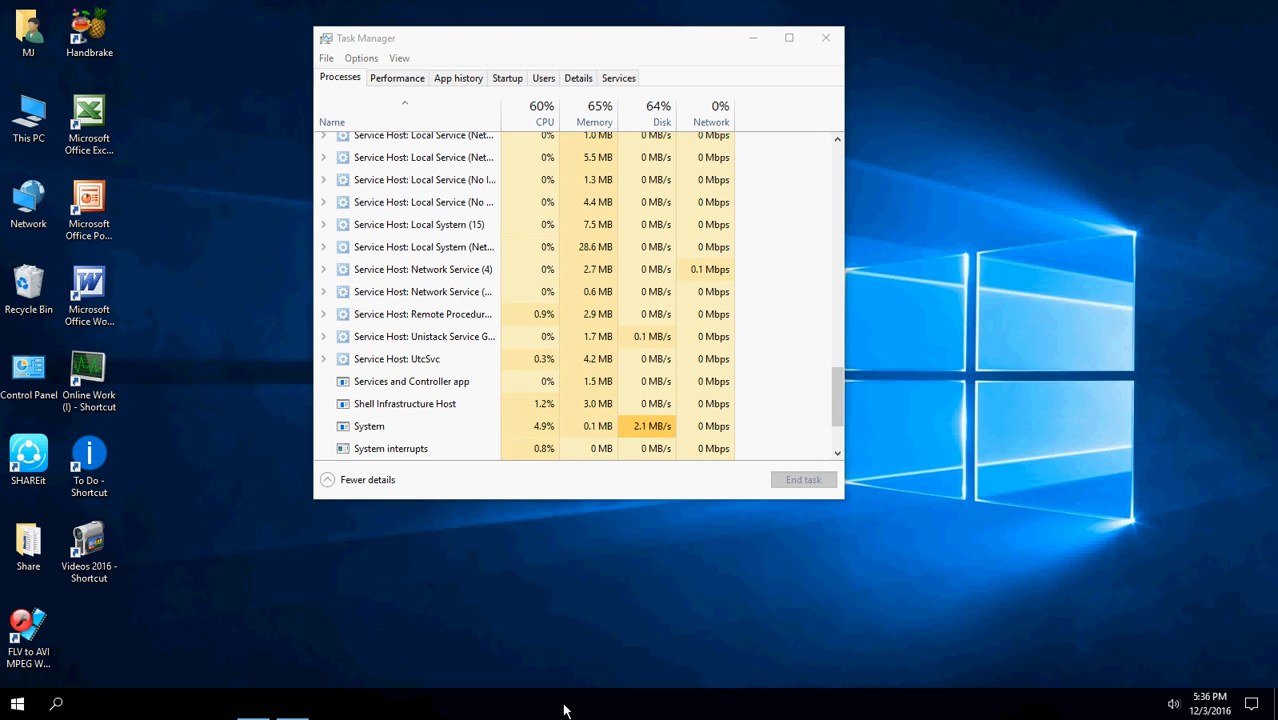 MJ
Handbrake
This PC
Microsoft
Office Exc...
Network
Microsoft
Office Po...
Recycle Bin
Microsoft
Office Wo...
Control Panel
Online Work
(I) - Shortcut
SHAREit
To Do -
Shortcut
Share
Videos 2016 -
Shortcut
FLV to AVI
MPEG W...
Task Manager
File Options View
Processes Performance App history Startup Users Details Services
60% 65% 64% 0%
Name CPU Memory Disk Network
Service Host: Local Service (Net... 0% 1.0 MB 0 MB/s 0 Mbps
Service Host: Local Service (Net... 0% 5.5 MB 0 MB/s 0 Mbps
Service Host: Local Service (No I... 0% 1.3 MB 0 MB/s 0 Mbps
Service Host: Local Service (No ... 0% 4.4 MB 0 MB/s 0 Mbps
Service Host: Local System (15) 0% 7.5 MB 0 MB/s 0 Mbps
Service Host: Local System (Net... 0% 28.6 MB 0 MB/s 0 Mbps
Service Host: Network Service (4) 0% 2.7 MB 0 MB/s 0.1 Mbps
Service Host: Network Service (... 0% 0.6 MB 0 MB/s 0 Mbps
Service Host: Remote Procedur... 0.9% 2.9 MB 0 MB/s 0 Mbps
Service Host: Unistack Service G... 0% 1.7 MB 0.1 MB/s 0 Mbps
Service Host: UtcSvc 0.3% 4.2 MB 0 MB/s 0 Mbps
Services and Controller app 0% 1.5 MB 0 MB/s 0 Mbps
Shell Infrastructure Host 1.2% 3.0 MB 0 MB/s 0 Mbps
System 4.9% 0.1 MB 2.1 MB/s 0 Mbps
System interrupts 0.8% 0 MB 0 MB/s 0 Mbps
Fewer details End task
5:36 PM
12/3/2016